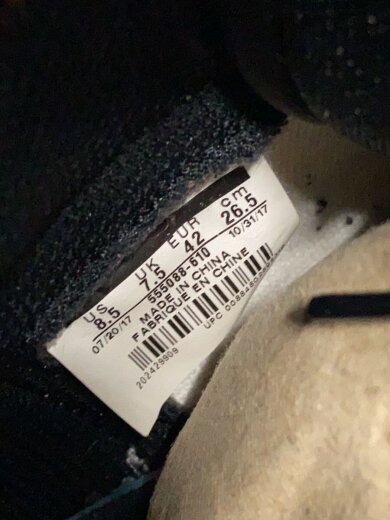 US UK EUR cm
8.5 7.5 42 26.5
07/20/17 555088-610 10/31/17
MADE IN CHINA
FABRIQUE EN CHINE
UPC
202429909